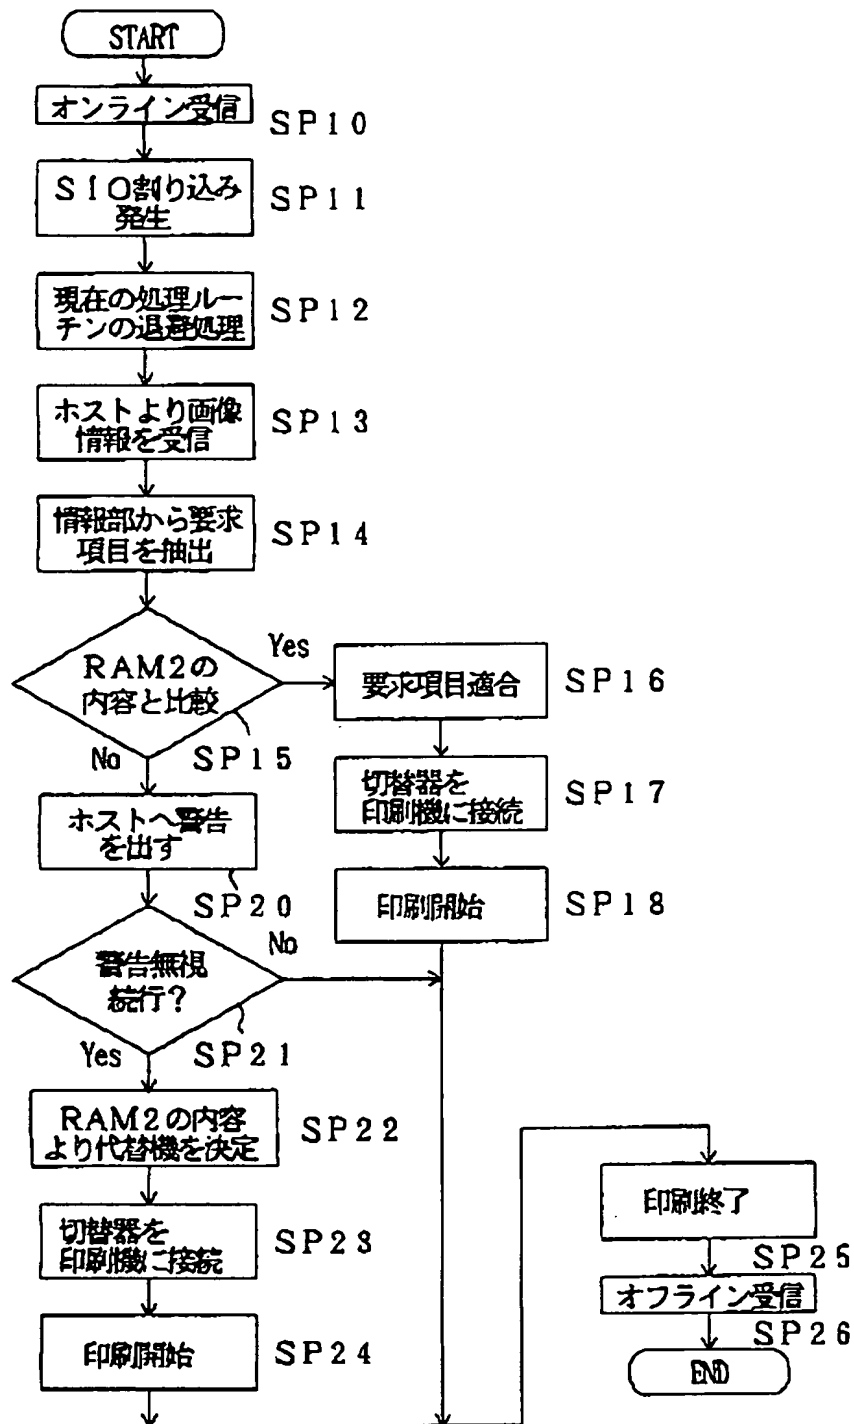 START
オンライン受信
SP10
SIO割り込み
発生
SP11
現在の処理ルー
チンの退避処理
SP12
ホストより画像
情報を受信
SP13
情報部から要求
項目を抽出
SP14
RAM2の
内容と比較
SP15
Yes
No
要求項目適合
SP16
切替器を
印刷機に接続
SP17
印刷開始
SP18
ホストへ警告
を出す
SP20
警告無視
続行?
SP21
No
Yes
RAM2の内容
より代替機を決定
SP22
切替器を
印刷機に接続
SP23
印刷開始
SP24
印刷終了
SP25
オフライン受信
SP26
END